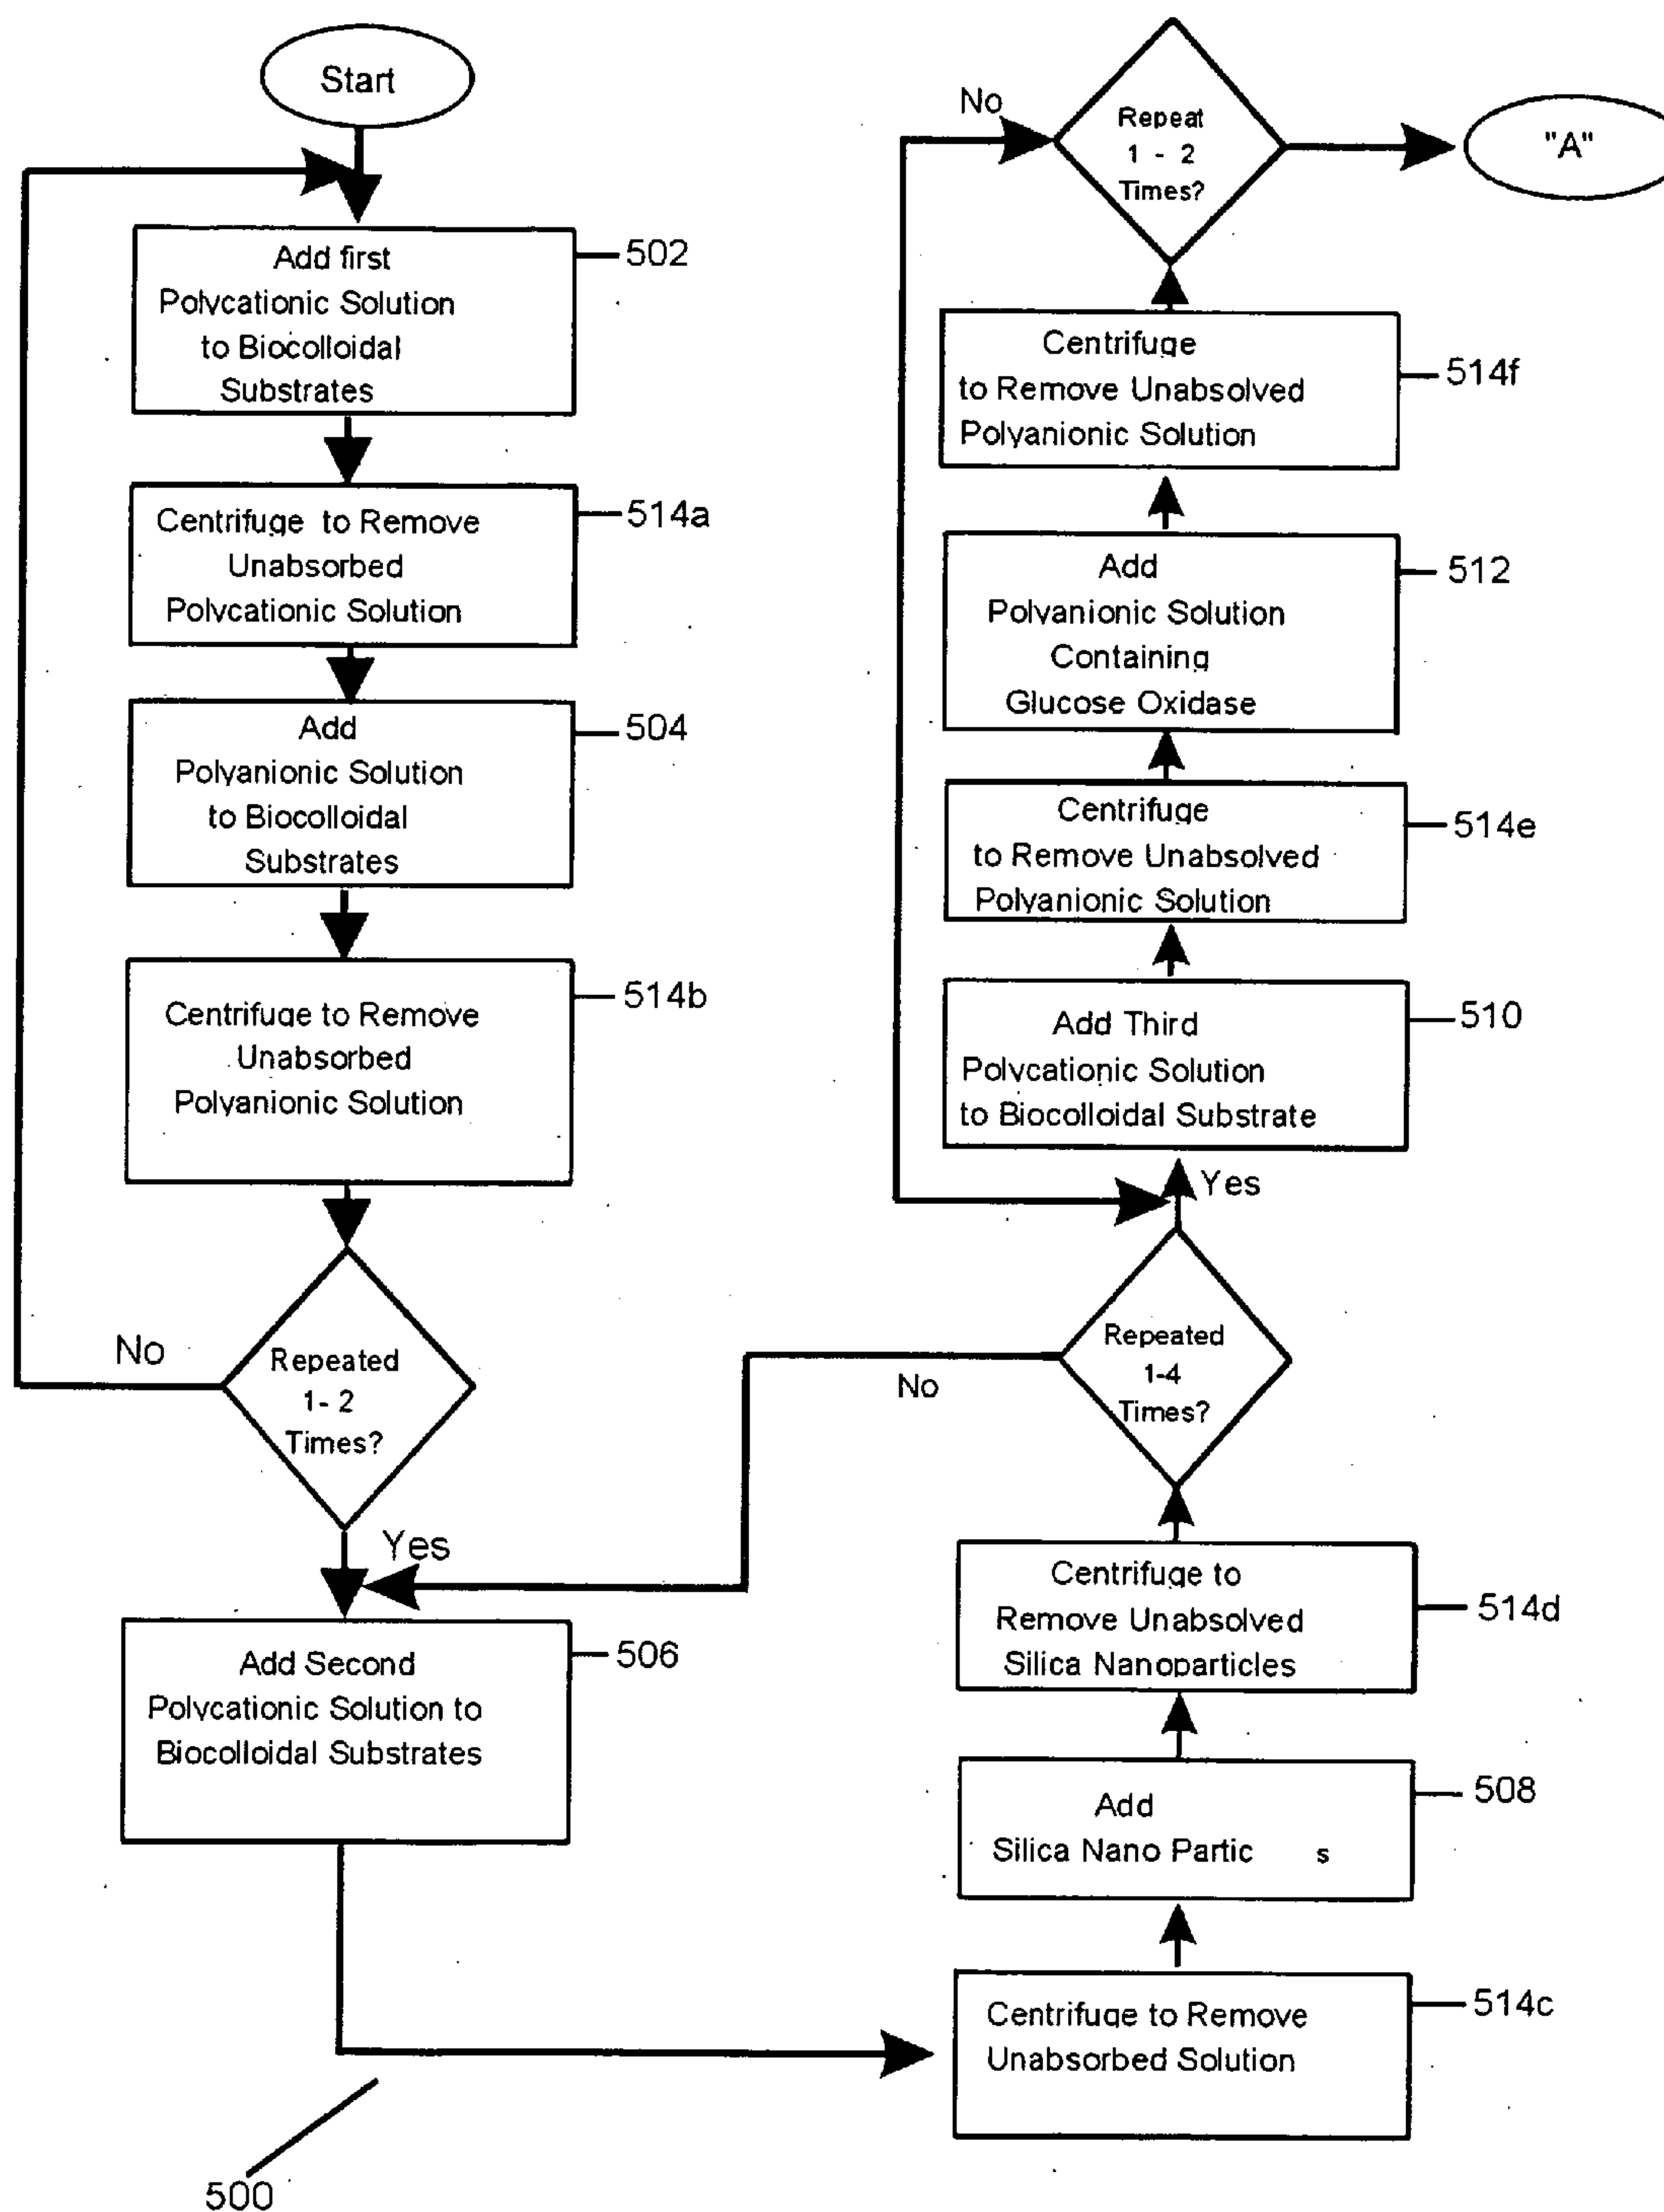 Start
Add first
Polycationic Solution
to Biocolloidal
Substrates
502
Centrifuge to Remove
Unabsorbed
Polycationic Solution
514a
Add
Polyanionic Solution
to Biocolloidal
Substrates
504
Centrifuge to Remove
Unabsorbed
Polyanionic Solution
514b
Repeated
1- 2
Times?
No
Yes
Add Second
Polycationic Solution to
Biocolloidal Substrates
506
500
Centrifuge to Remove
Unabsorbed Solution
514c
Add
Silica Nano Partic s
508
Centrifuge to
Remove Unabsolved
Silica Nanoparticles
514d
Repeated
1-4
Times?
No
Yes
Add Third
Polycationic Solution
to Biocolloidal Substrate
510
Centrifuge
to Remove Unabsolved
Polyanionic Solution
514e
Add
Polyanionic Solution
Containing
Glucose Oxidase
512
Centrifuge
to Remove Unabsolved
Polyanionic Solution
514f
Repeat
1 - 2
Times?
No
"A"